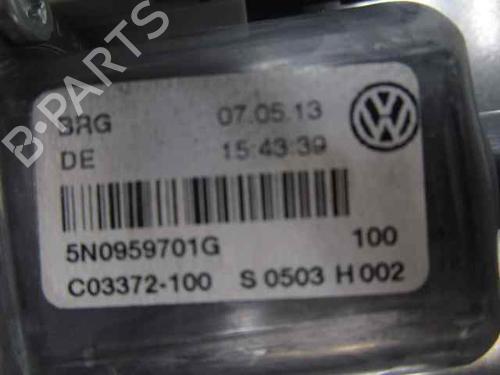 B-PARTS
BRG 07.05.13
DE 15:43:39
5N0959701G 100
C03372-100 S 0503 H 002